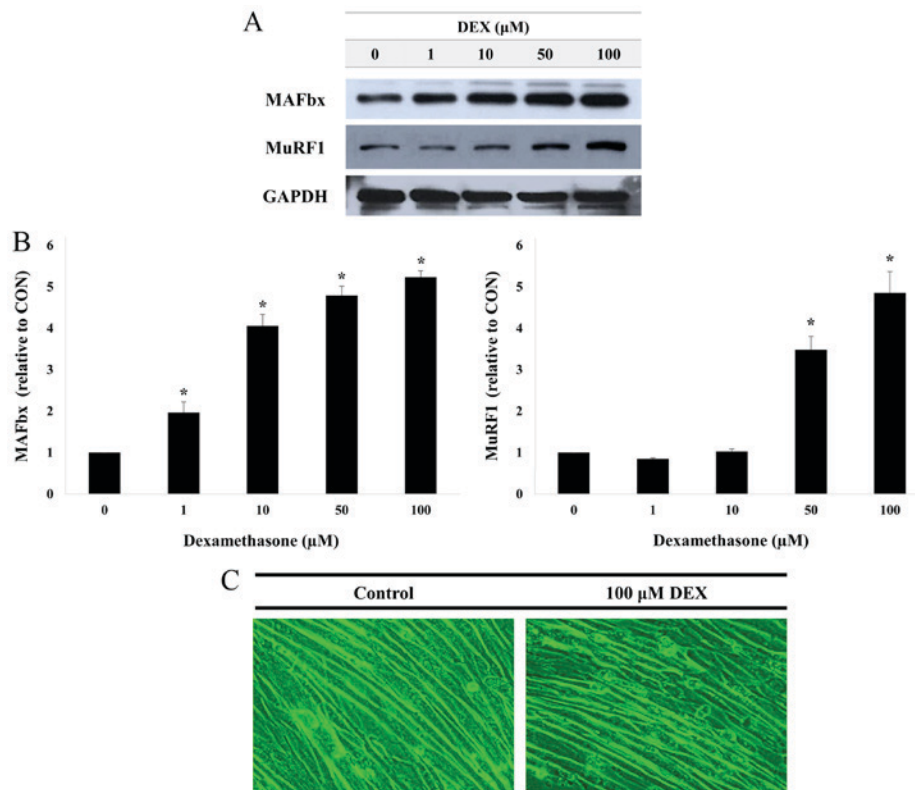 A
DEX (μM)
0 1 10 50 100
MAFbx
MuRF1
GAPDH
B
MAFbx (relative to CON)
6
5
4
3
2
1
0
*
*
*
*
0 1 10 50 100
Dexamethasone (μM)
MuRF1 (relative to CON)
6
5
4
3
2
1
0
*
*
0 1 10 50 100
Dexamethasone (μM)
C
Control 100 μM DEX